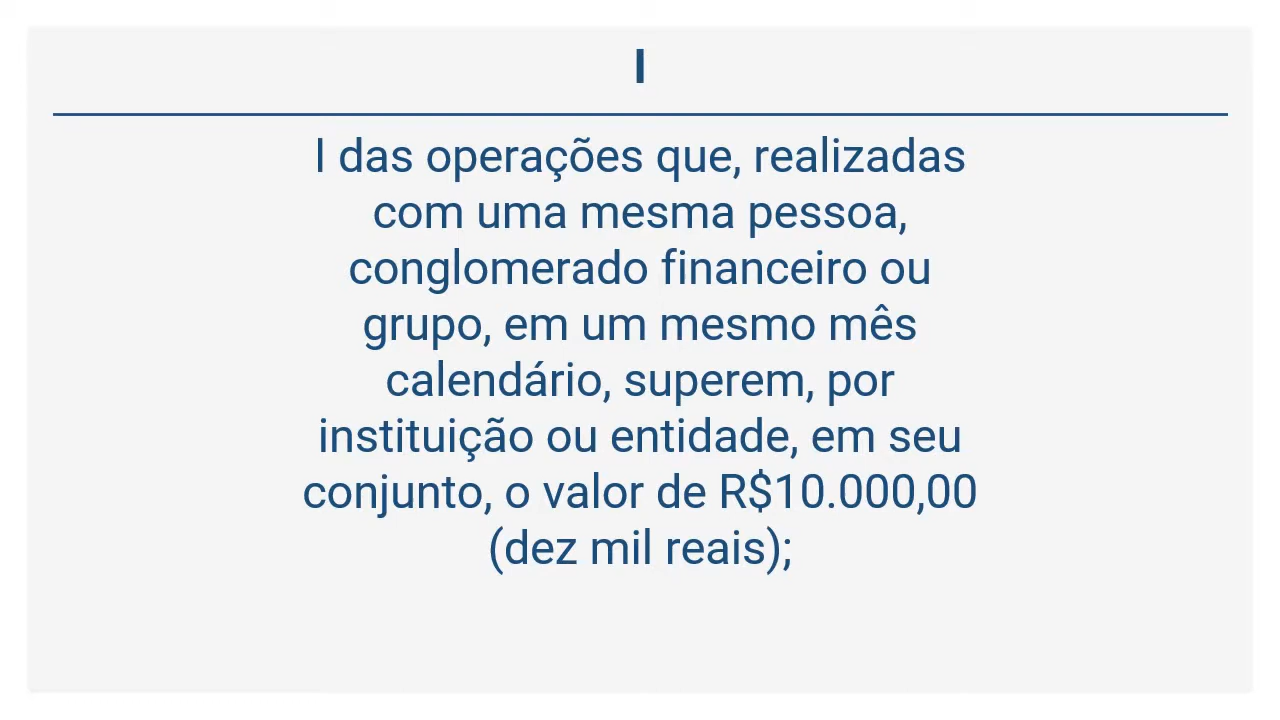 I
I das operações que, realizadas
com uma mesma pessoa,
conglomerado financeiro ou
grupo, em um mesmo mês
calendário, superem, por
instituição ou entidade, em seu
conjunto, o valor de R$10.000,00
(dez mil reais);